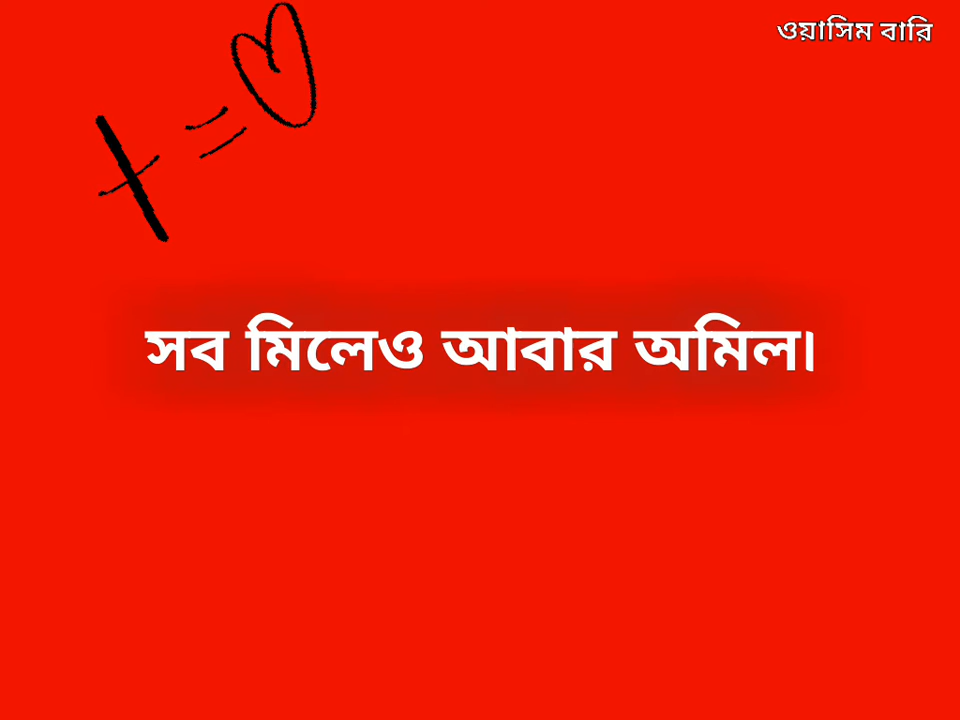 ওয়াসিম বারি
+ = ♡
সব মিলেও আবার অমিল।